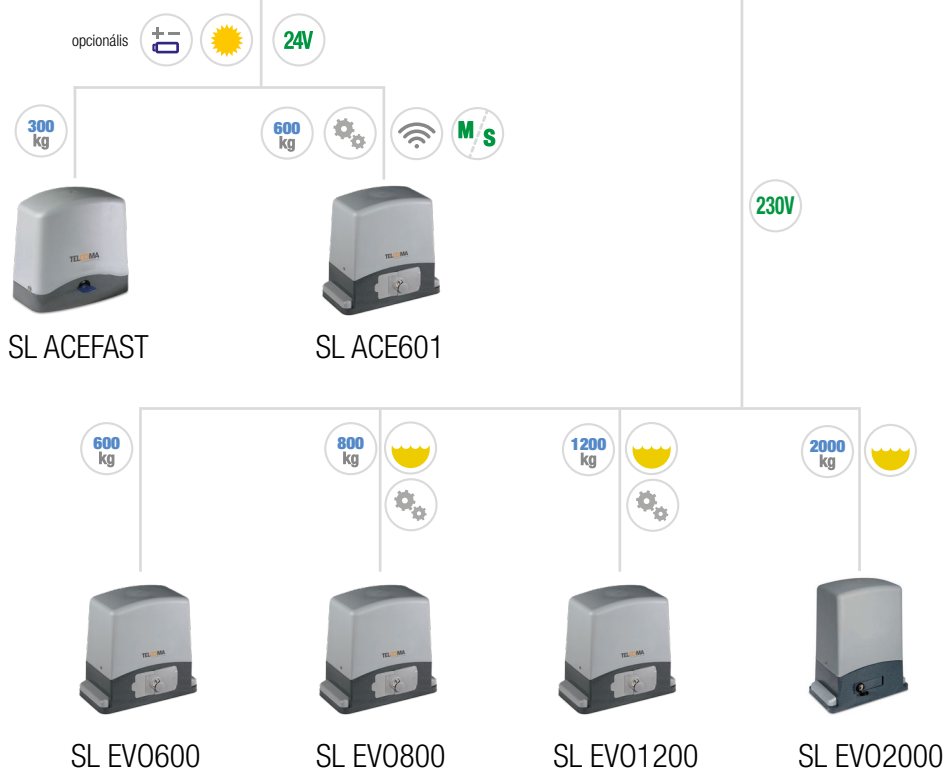 opcionális
24V
300
kg
600
kg
M S
230V
TELCOMA
TELCOMA
SL ACEFAST
SL ACE601
600
kg
800
kg
1200
kg
2000
kg
TELCOMA
TELCOMA
TELCOMA
SL EVO600
SL EVO800
SL EVO1200
SL EVO2000